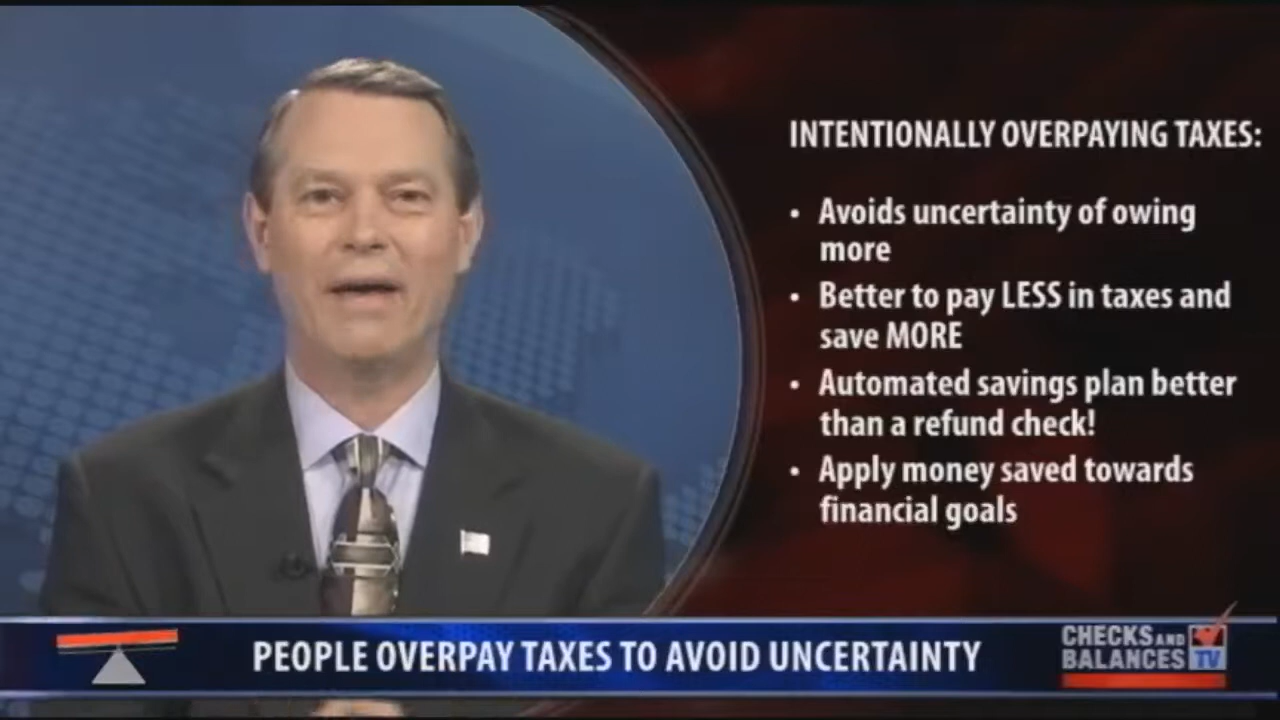 INTENTIONALLY OVERPAYING TAXES:
• Avoids uncertainty of owing
more
• Better to pay LESS in taxes and
save MORE
• Automated savings plan better
than a refund check!
• Apply money saved towards
financial goals
PEOPLE OVERPAY TAXES TO AVOID UNCERTAINTY
CHECKS AND
BALANCES TV